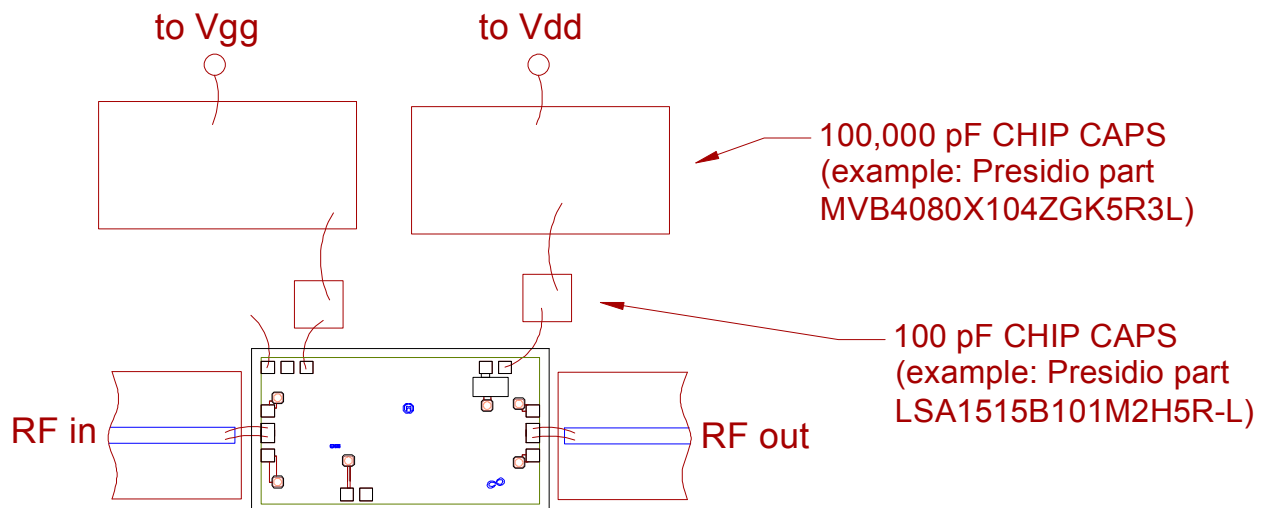 to Vgg
to Vdd
100,000 pF CHIP CAPS
(example: Presidio part
MVB4080X104ZGK5R3L)
100 pF CHIP CAPS
(example: Presidio part
LSA1515B101M2H5R-L)
RF in
RF out